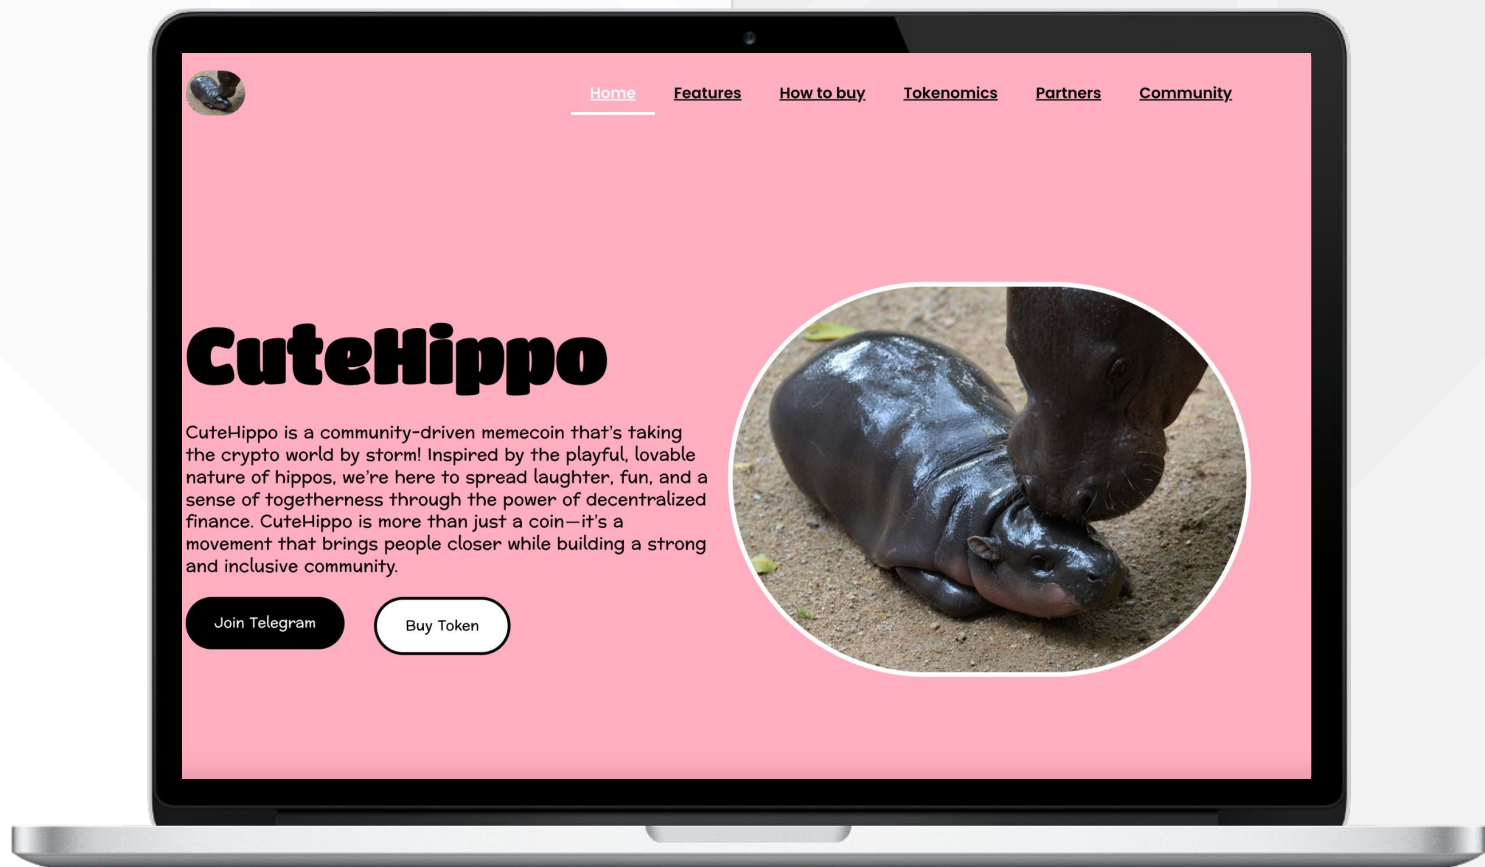 Home Features How to buy Tokenomics Partners Community
CuteHippo
CuteHippo is a community-driven memecoin that's taking
the crypto world by storm! Inspired by the playful, lovable
nature of hippos, we're here to spread laughter, fun, and a
sense of togetherness through the power of decentralized
finance. CuteHippo is more than just a coin—it's a
movement that brings people closer while building a strong
and inclusive community.
Join Telegram Buy Token